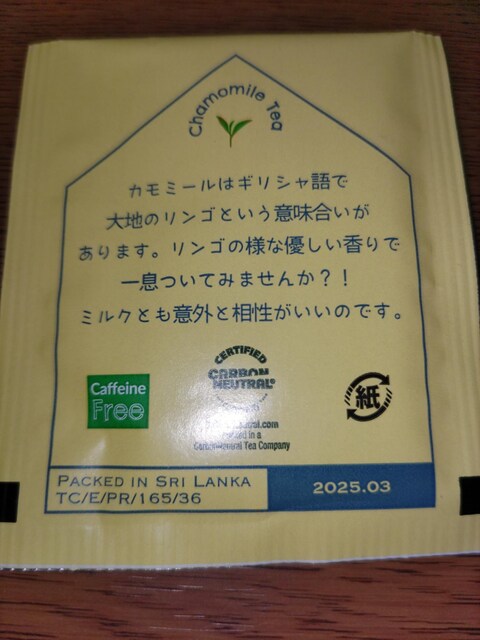 Chamomile Tea
カモミールはギリシャ語で
大地のリンゴという意味合いが
あります。リンゴの様な優しい香りで
一息ついてみませんか?!
ミルクとも意外と相性がいいのです。
Caffeine
Free
CERTIFIED
CARBON
NEUTRAL®
.com
in a
Tea Company
紙
PACKED IN SRI LANKA
TC/E/PR/165/36
2025.03